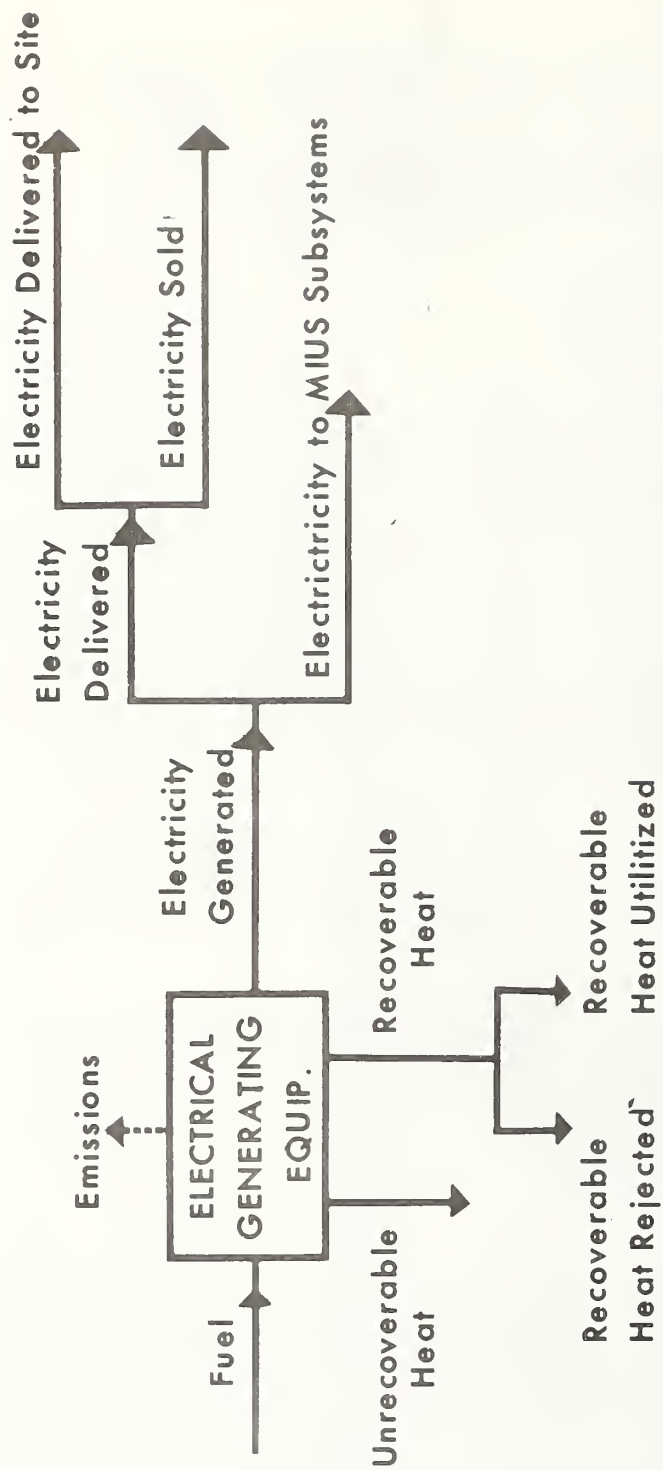 Emissions
Fuel
ELECTRICAL
GENERATING
EQUIP.
Unrecoverable
Heat
Recoverable
Heat
Recoverable
Heat Rejected
Recoverable
Heat Utilitized
Electricity
Generated
Electricity
Delivered
Electricity Delivered to Site
Electricity Sold
Electrictricity to MIUS Subsystems